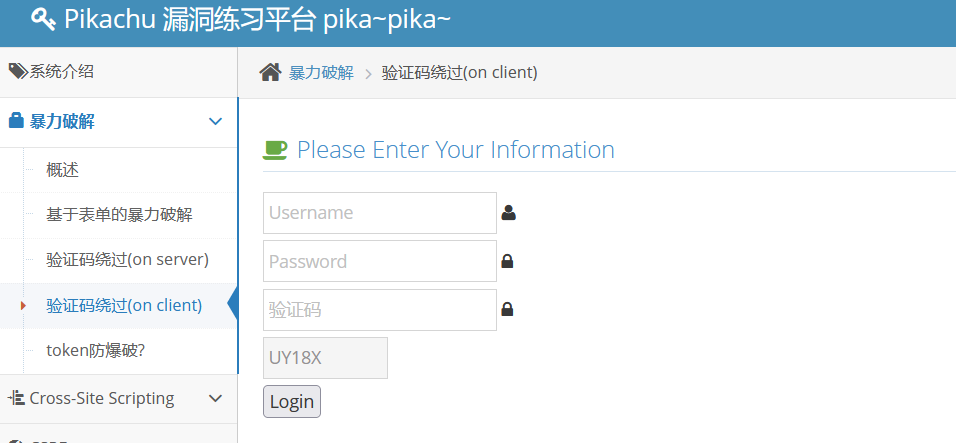 Pikachu 漏洞练习平台 pika~pika~
系统介绍
暴力破解
概述
基于表单的暴力破解
验证码绕过(on server)
验证码绕过(on client)
token防爆破?
Cross-Site Scripting
暴力破解 > 验证码绕过(on client)
Please Enter Your Information
Username
Password
验证码
UY18X
Login